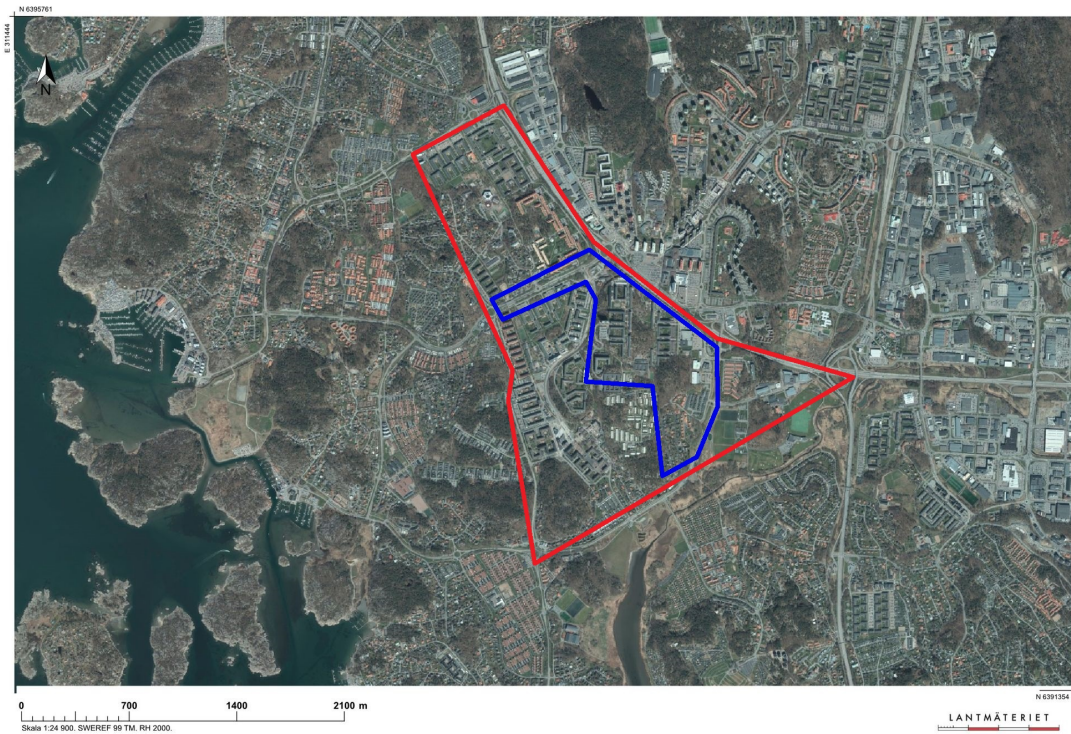 N 6395761
E 311444
N
N 6391354
0 700 1400 2100 m
Skala 1:24 900. SWEREF 99 TM. RH 2000.
LANTMÄTERIET